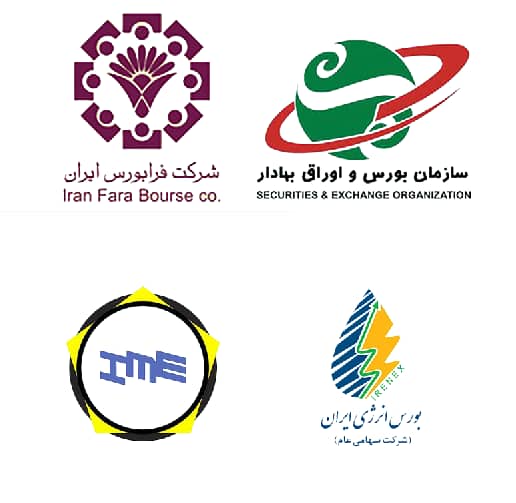 شرکت فرابورس ایران
Iran Fara Bourse co.
سازمان بورس و اوراق بهادار
SECURITIES & EXCHANGE ORGANIZATION
IME
IRENEX
بورس انرژی ایران
(شرکت سهامی عام)